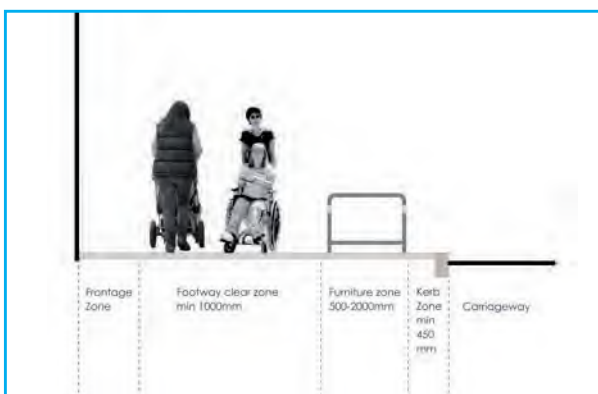 Frontage
Zone
Footway clear zone
min 1000mm
Furniture zone
500-2000mm
Kerb
Zone
min
450
mm
Carriageway